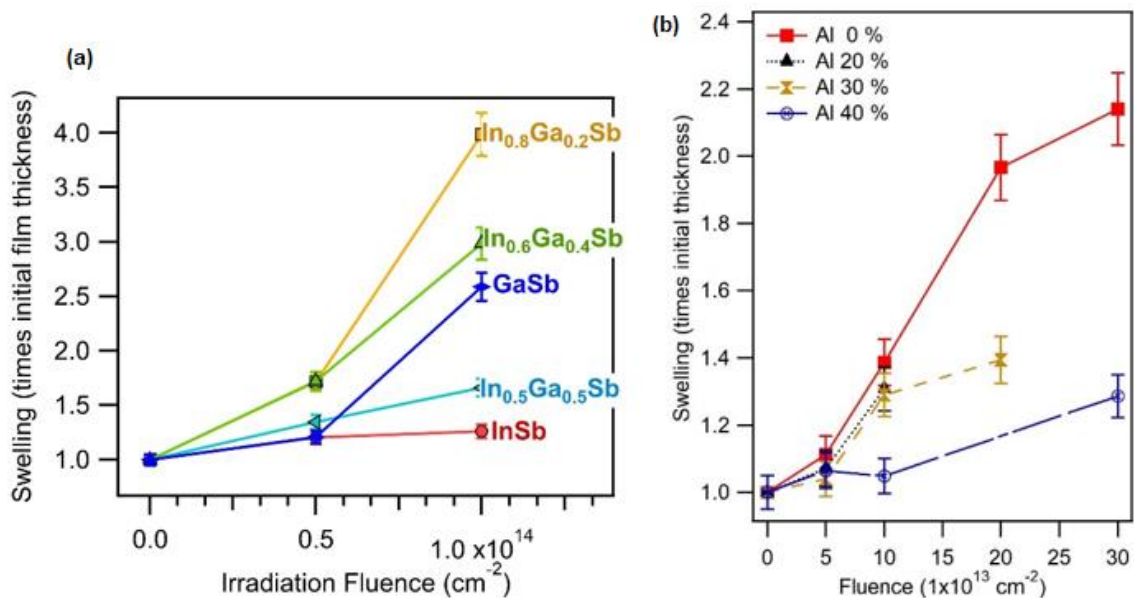 (a)
Swelling (times initial film thickness)
4.0
3.5
3.0
2.5
2.0
1.5
1.0
In0.8Ga0.2Sb
In0.6Ga0.4Sb
GaSb
In0.5Ga0.5Sb
InSb
0.0
0.5
1.0 x10^14
Irradiation Fluence (cm^-2)
(b)
Swelling (times initial thickness)
2.4
2.2
2.0
1.8
1.6
1.4
1.2
1.0
Al 0 %
Al 20 %
Al 30 %
Al 40 %
0
5
10
15
20
25
30
Fluence (1x10^13 cm^-2)